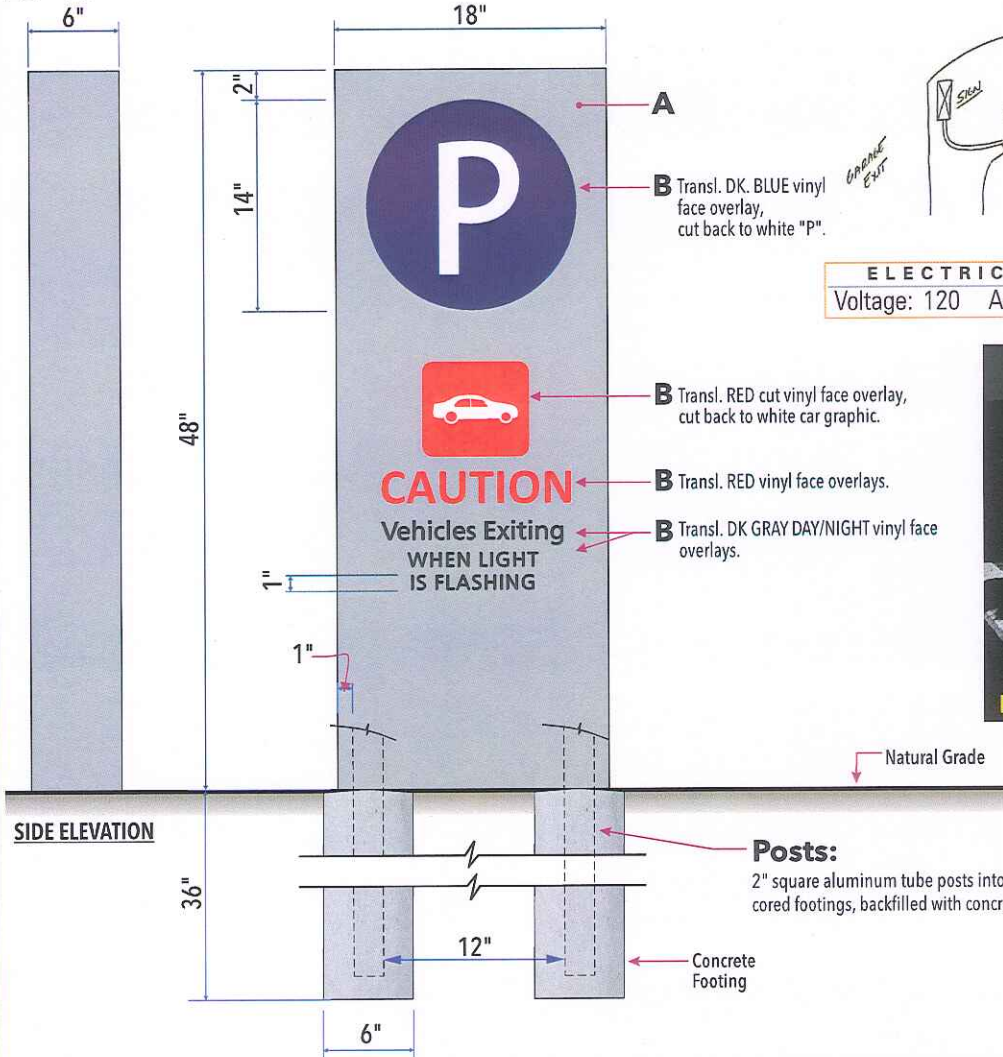 6"
18"
2"
A
SIGN
GARAGE
EXIT
14"
P
B Transl. DK. BLUE vinyl
face overlay,
cut back to white "P".
ELECTRIC
Voltage: 120 A
48"
B Transl. RED cut vinyl face overlay,
cut back to white car graphic.
CAUTION
B Transl. RED vinyl face overlays.
Vehicles Exiting
B Transl. DK GRAY DAY/NIGHT vinyl face
overlays.
WHEN LIGHT
IS FLASHING
1"
1"
Natural Grade
SIDE ELEVATION
Posts:
2" square aluminum tube posts into
cored footings, backfilled with concr
36"
12"
Concrete
Footing
6"